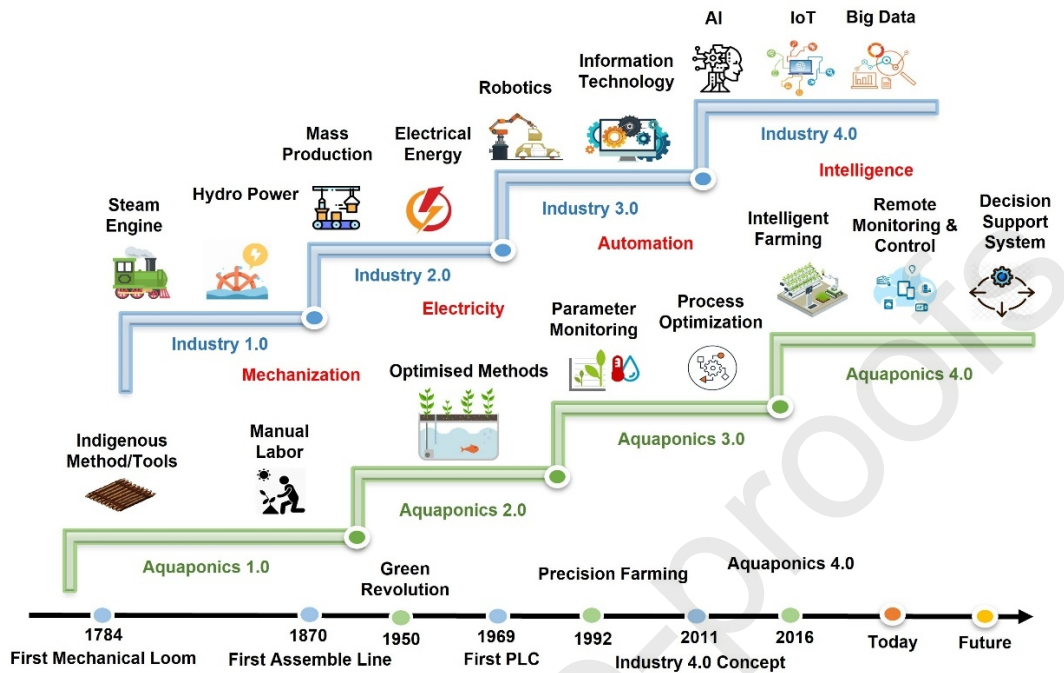 AI
IoT
Big Data
Information
Technology
Robotics
Mass
Production
Electrical
Energy
Industry 4.0
Intelligence
Steam
Engine
Hydro Power
Industry 3.0
Automation
Intelligent
Farming
Remote
Monitoring &
Control
Decision
Support
System
Industry 2.0
Electricity
Parameter
Monitoring
Process
Optimization
Industry 1.0
Mechanization
Optimised Methods
Aquaponics 4.0
Indigenous
Method/Tools
Manual
Labor
Aquaponics 3.0
Aquaponics 2.0
Aquaponics 1.0
Green
Revolution
Precision Farming
Aquaponics 4.0
1784
First Mechanical Loom
1870
First Assemble Line
1950
1969
First PLC
1992
2011
Industry 4.0 Concept
2016
Today
Future
-proofs